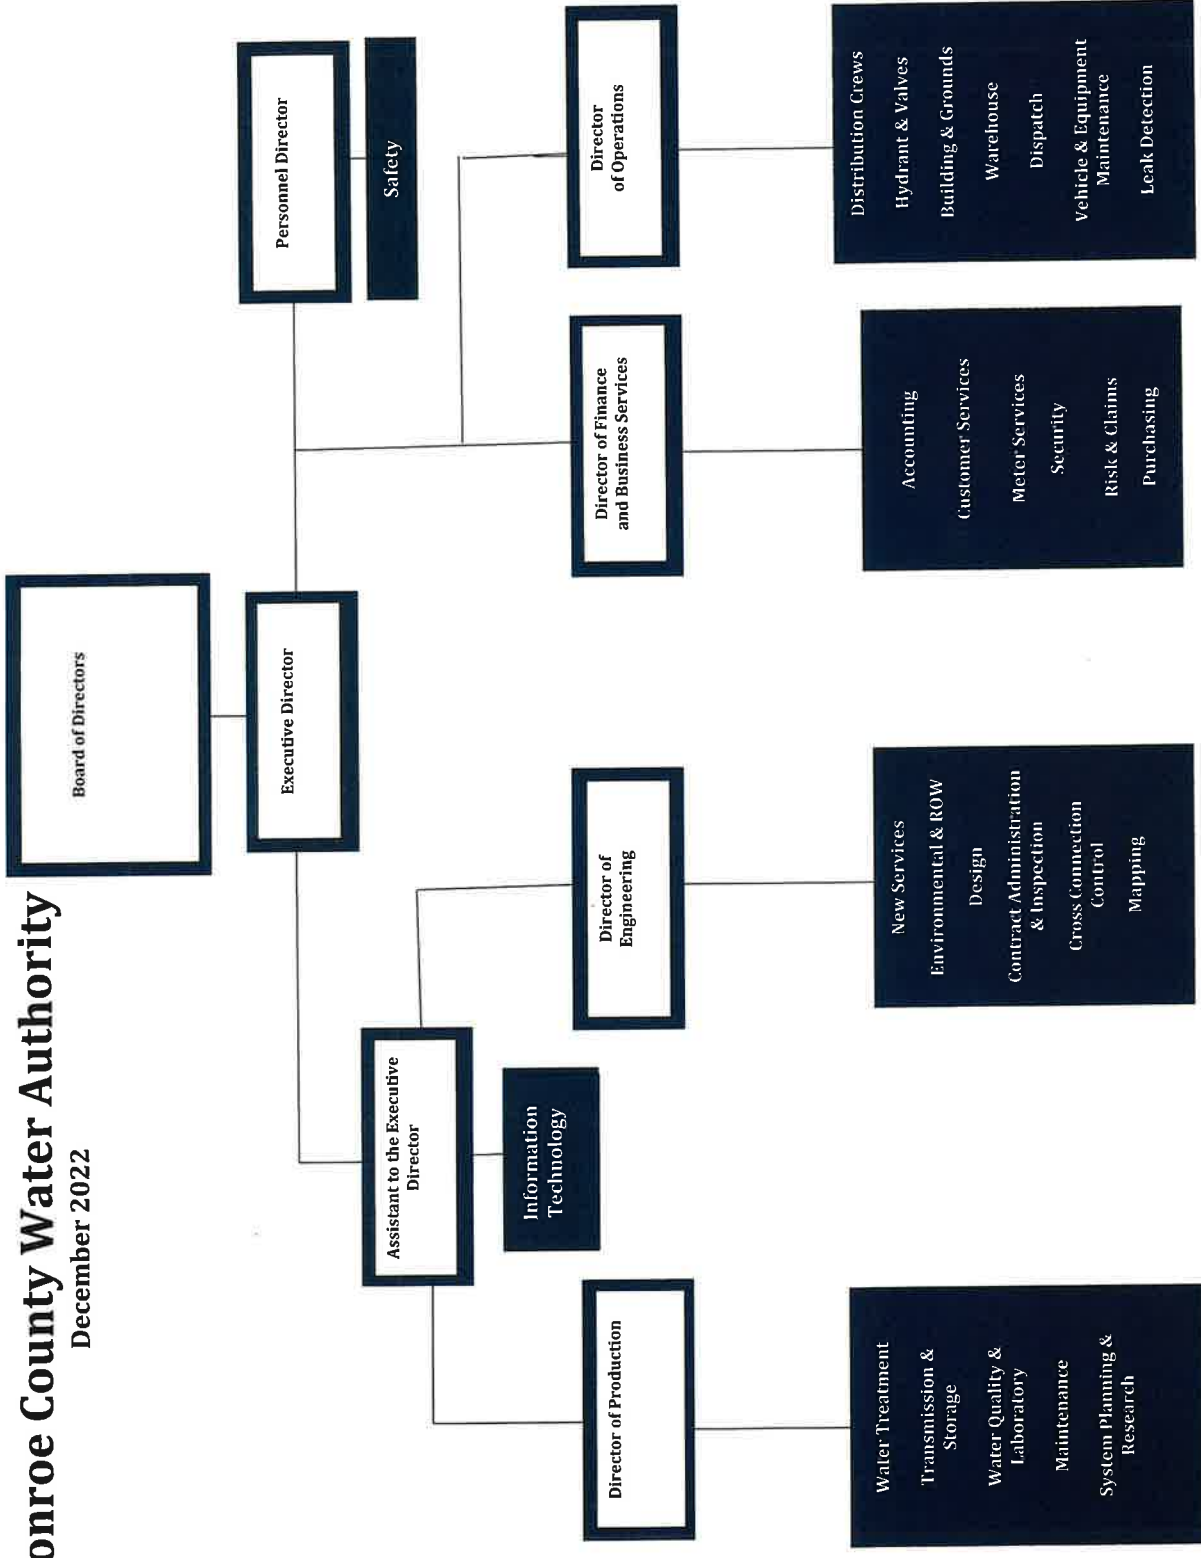 onroe County Water Authority
December 2022
Board of Directors
Executive Director
Personnel Director
Safety
Assistant to the Executive
Director
Information
Technology
Director of Production
Director of
Engineering
Director of Finance
and Business Services
Director
of Operations
Water Treatment
Transmission &
Storage
Water Quality &
Laboratory
Maintenance
System Planning &
Research
New Services
Environmental & ROW
Design
Contract Administration
& Inspection
Cross Connection
Control
Mapping
Accounting
Customer Services
Meter Services
Security
Risk & Claims
Purchasing
Distribution Crews
Hydrant & Valves
Building & Grounds
Warehouse
Dispatch
Vehicle & Equipment
Maintenance
Leak Detection